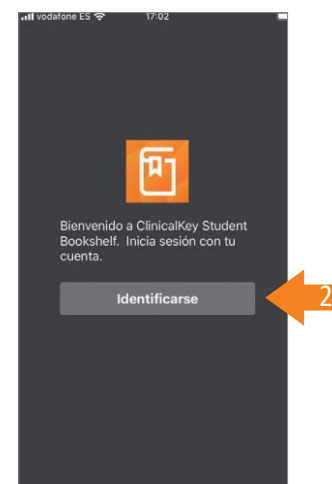 vodafone ES 17:02
Bienvenido a ClinicalKey Student
Bookshelf. Inicia sesión con tu
cuenta.
Identificarse
2